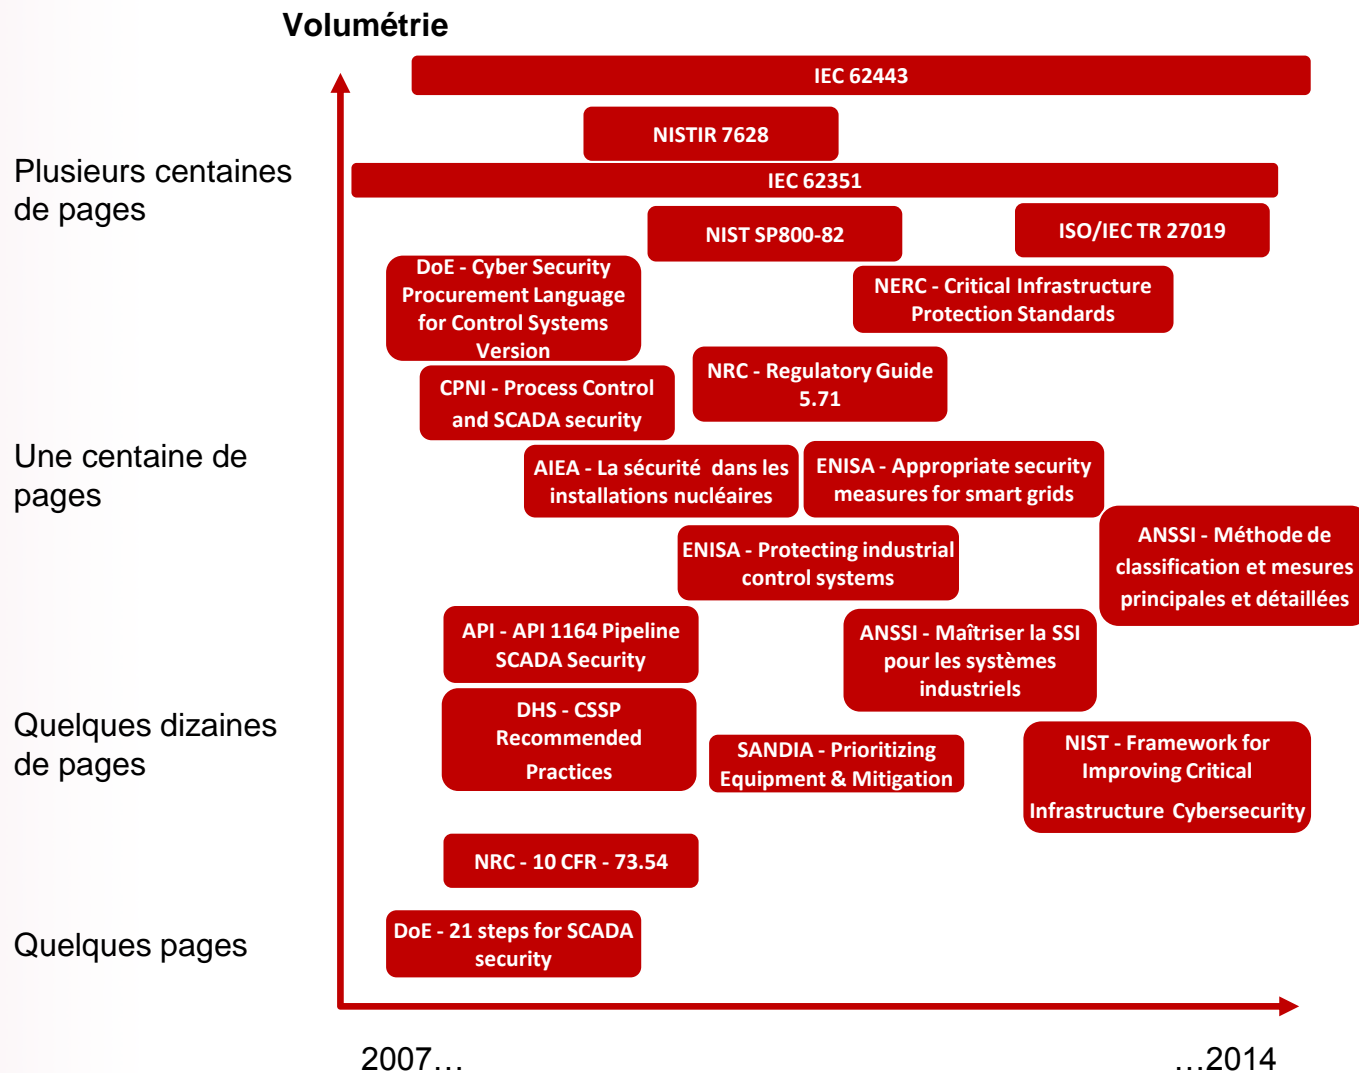 Volumétrie
IEC 62443
NISTIR 7628
Plusieurs centaines
de pages
IEC 62351
NIST SP800-82
ISO/IEC TR 27019
DoE - Cyber Security
Procurement Language
for Control Systems
Version
NERC - Critical Infrastructure
Protection Standards
NRC - Regulatory Guide
5.71
CPNI - Process Control
and SCADA security
Une centaine de
pages
AIEA - La sécurité dans les
installations nucléaires
ENISA - Appropriate security
measures for smart grids
ANSSI - Méthode de
classification et mesures
principales et détaillées
ENISA - Protecting industrial
control systems
API - API 1164 Pipeline
SCADA Security
ANSSI - Maîtriser la SSI
pour les systèmes
industriels
Quelques dizaines
de pages
DHS - CSSP
Recommended
Practices
SANDIA - Prioritizing
Equipment & Mitigation
NIST - Framework for
Improving Critical
Infrastructure Cybersecurity
NRC - 10 CFR - 73.54
Quelques pages
DoE - 21 steps for SCADA
security
2007…
…2014